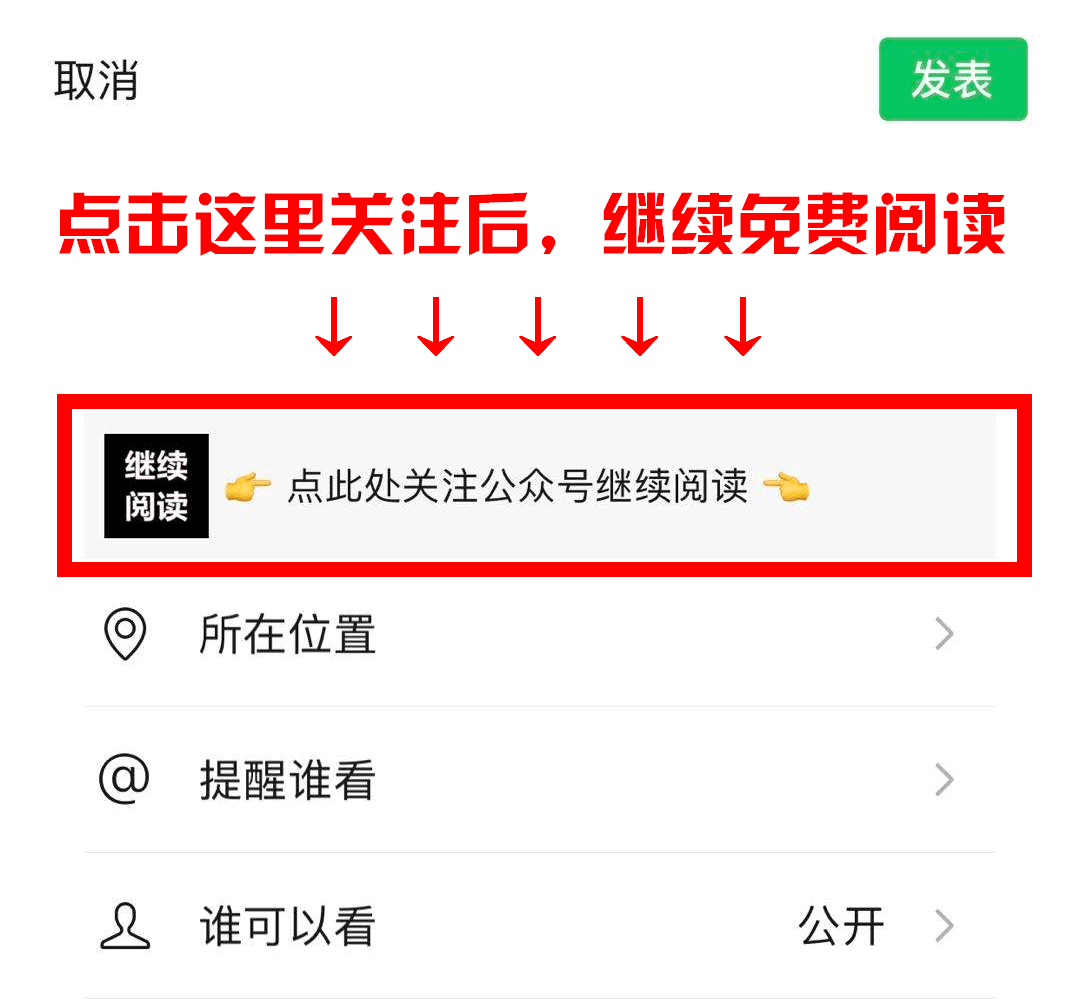 取消
发表
点击这里关注后，继续免费阅读
↓ ↓ ↓ ↓ ↓
继续
阅读
👉 点此处关注公众号继续阅读 👈
所在位置
@ 提醒谁看
谁可以看 公开